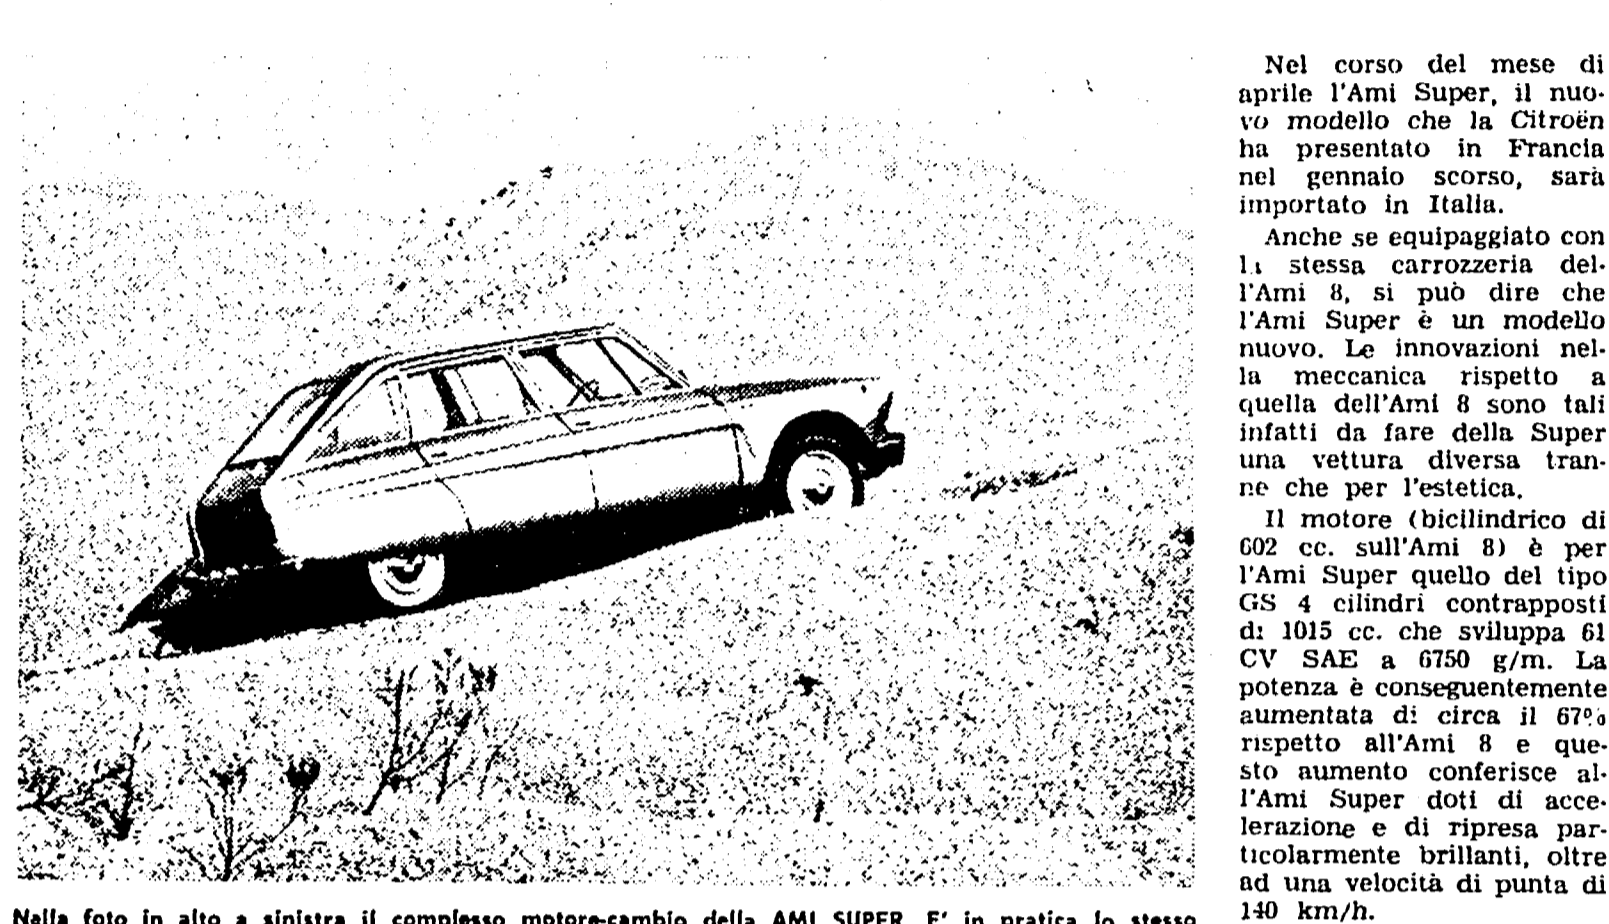 Nel corso del mese di
aprile l'Ami Super, il nuo-
vo modello che la Citroën
ha presentato in Francia
nel gennaio scorso, sarà
importato in Italia.
Anche se equipaggiato con
la stessa carrozzeria del-
l'Ami 8, si può dire che
l'Ami Super è un modello
nuovo. Le innovazioni nel-
la meccanica rispetto a
quella dell'Ami 8 sono tali
infatti da fare della Super
una vettura diversa tran-
ne che per l'estetica.
Il motore (bicilindrico di
602 cc. sull'Ami 8) è per
l'Ami Super quello del tipo
GS 4 cilindri contrapposti
di 1015 cc. che sviluppa 61
CV SAE a 6750 g/m. La
potenza è conseguentemente
aumentata di circa il 67%
rispetto all'Ami 8 e que-
sto aumento conferisce al-
l'Ami Super doti di acce-
lerazione e di ripresa par-
ticolarmente brillanti, oltre
ad una velocità di punta di
140 km/h.
Nella foto in alto a sinistra il complesso motore-cambio della AMI SUPER. E' in pratica lo stesso